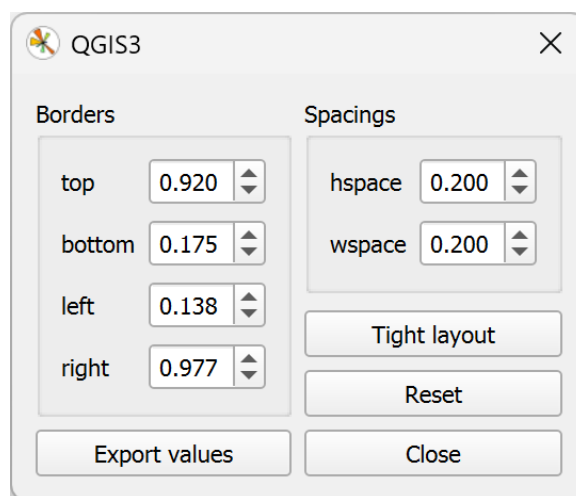 QGIS3
Borders
top 0.920
bottom 0.175
left 0.138
right 0.977
Export values
Spacings
hspace 0.200
wspace 0.200
Tight layout
Reset
Close